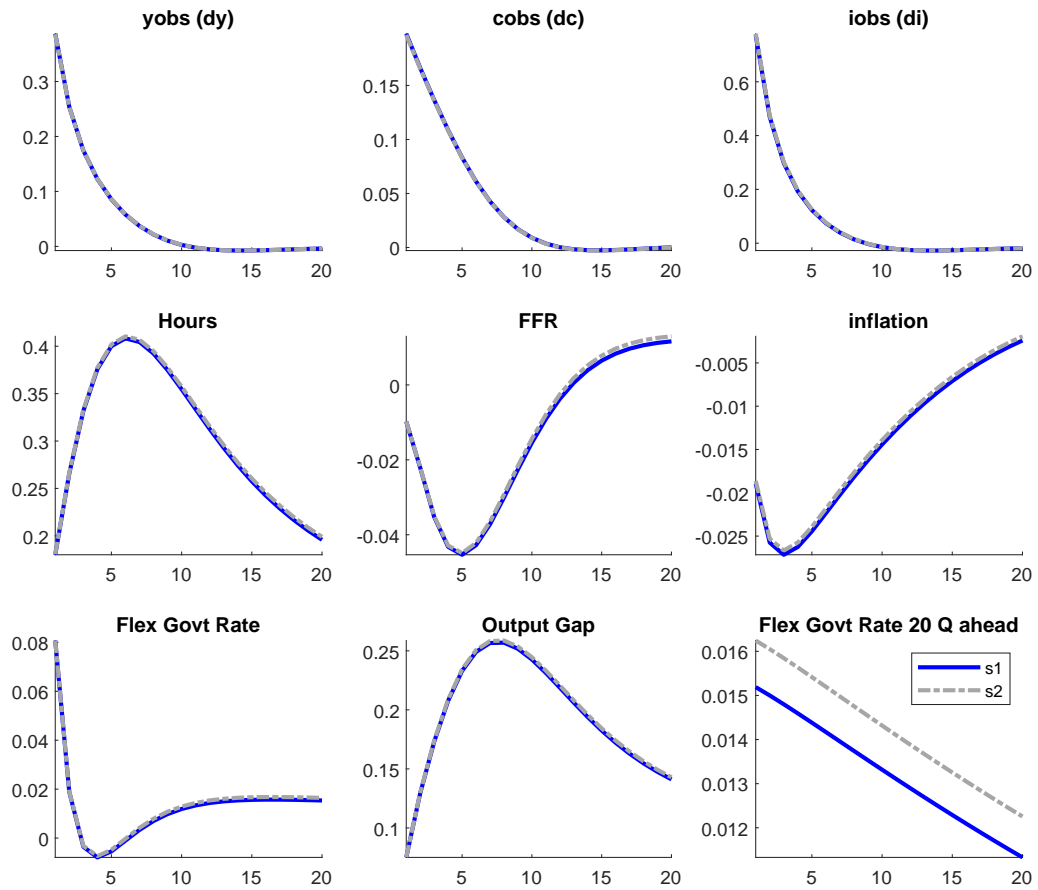 yobs (dy) cobs (dc) iobs (di)
0.3 0.15 0.6
0.2 0.1 0.4
0.1 0.05 0.2
0 0 0
5 10 15 20 5 10 15 20 5 10 15 20
Hours FFR inflation
0.4 0 -0.005
0.35 -0.02 -0.01
0.3 -0.04 -0.015
0.25 -0.02
0.2 -0.025
5 10 15 20 5 10 15 20 5 10 15 20
Flex Govt Rate Output Gap Flex Govt Rate 20 Q ahead
0.08 0.25 0.016
0.06 0.2 0.015
0.04 0.15 0.014
0.02 0.1 0.013
0 0.012
s1
s2
5 10 15 20 5 10 15 20 5 10 15 20